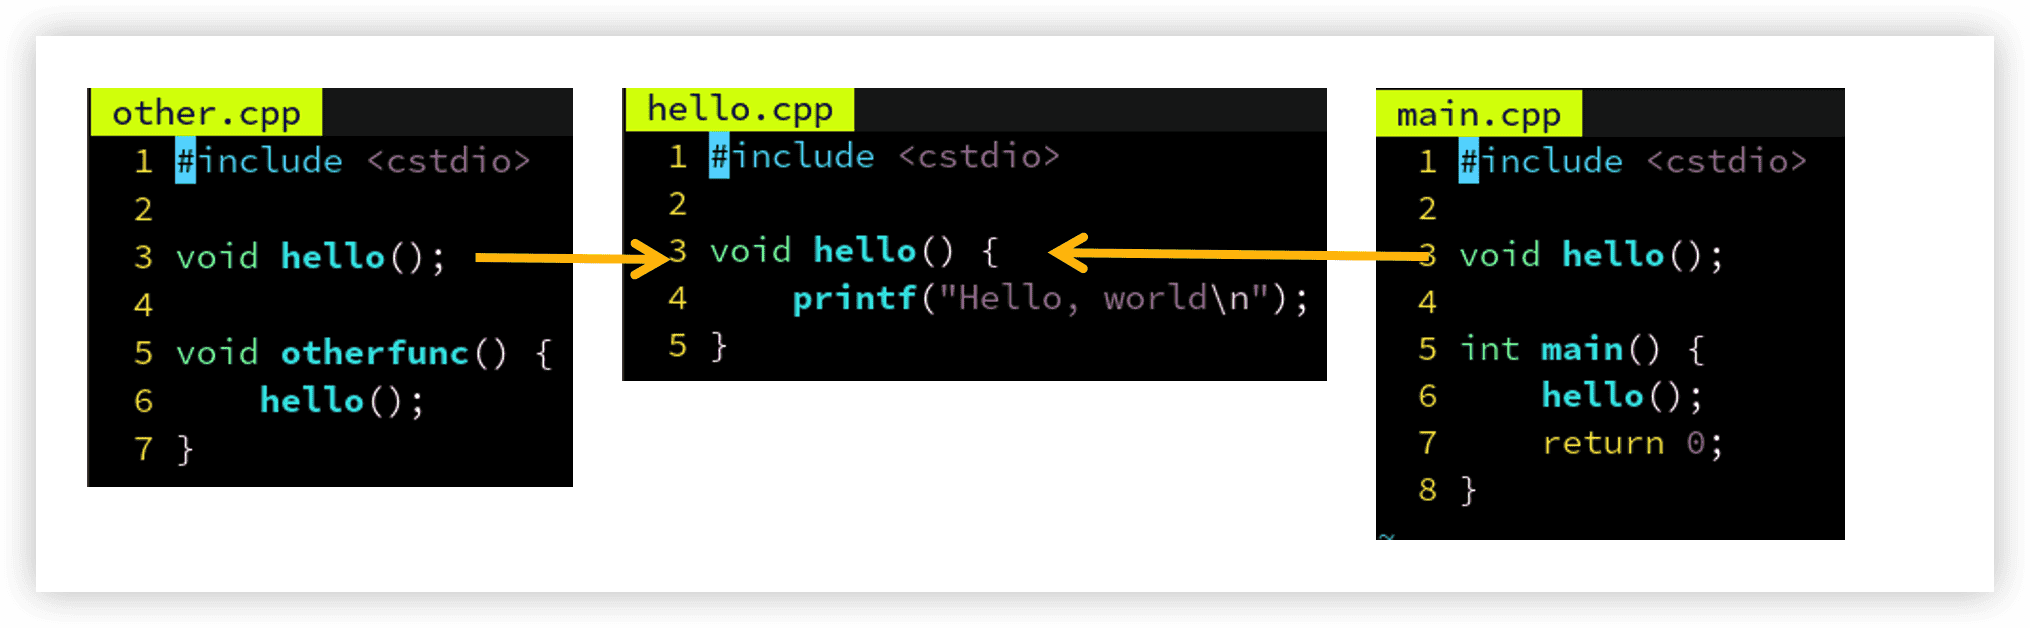 other.cpp
1 #include <cstdio>
2
3 void hello();
4
5 void otherfunc() {
6     hello();
7 }
hello.cpp
1 #include <cstdio>
2
3 void hello() {
4     printf("Hello, world\n");
5 }
main.cpp
1 #include <cstdio>
2
3 void hello();
4
5 int main() {
6     hello();
7     return 0;
8 }
~